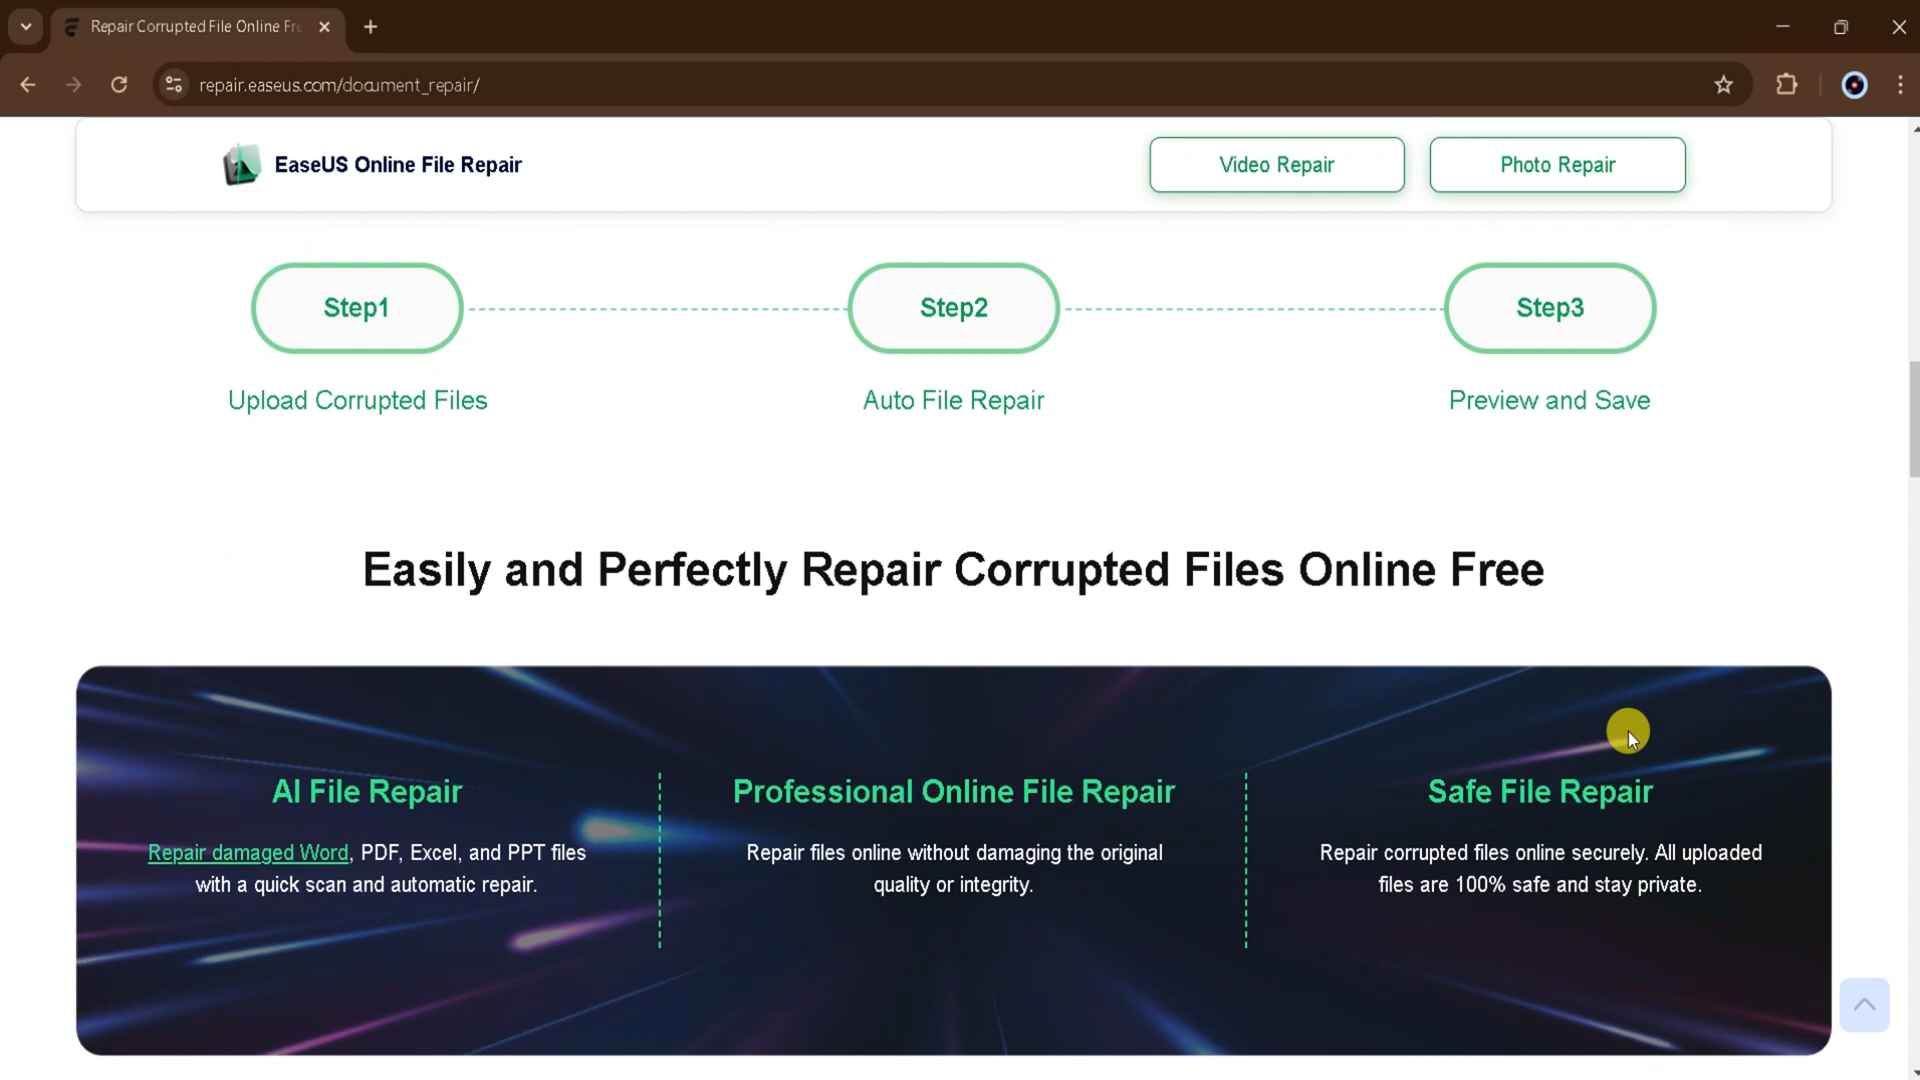 Repair Corrupted File Online Fre
repair.easeus.com/document_repair/
EaseUS Online File Repair
Video Repair
Photo Repair
Step1
Step2
Step3
Upload Corrupted Files
Auto File Repair
Preview and Save
Easily and Perfectly Repair Corrupted Files Online Free
AI File Repair
Repair damaged Word, PDF, Excel, and PPT files
with a quick scan and automatic repair.
Professional Online File Repair
Repair files online without damaging the original
quality or integrity.
Safe File Repair
Repair corrupted files online securely. All uploaded
files are 100% safe and stay private.